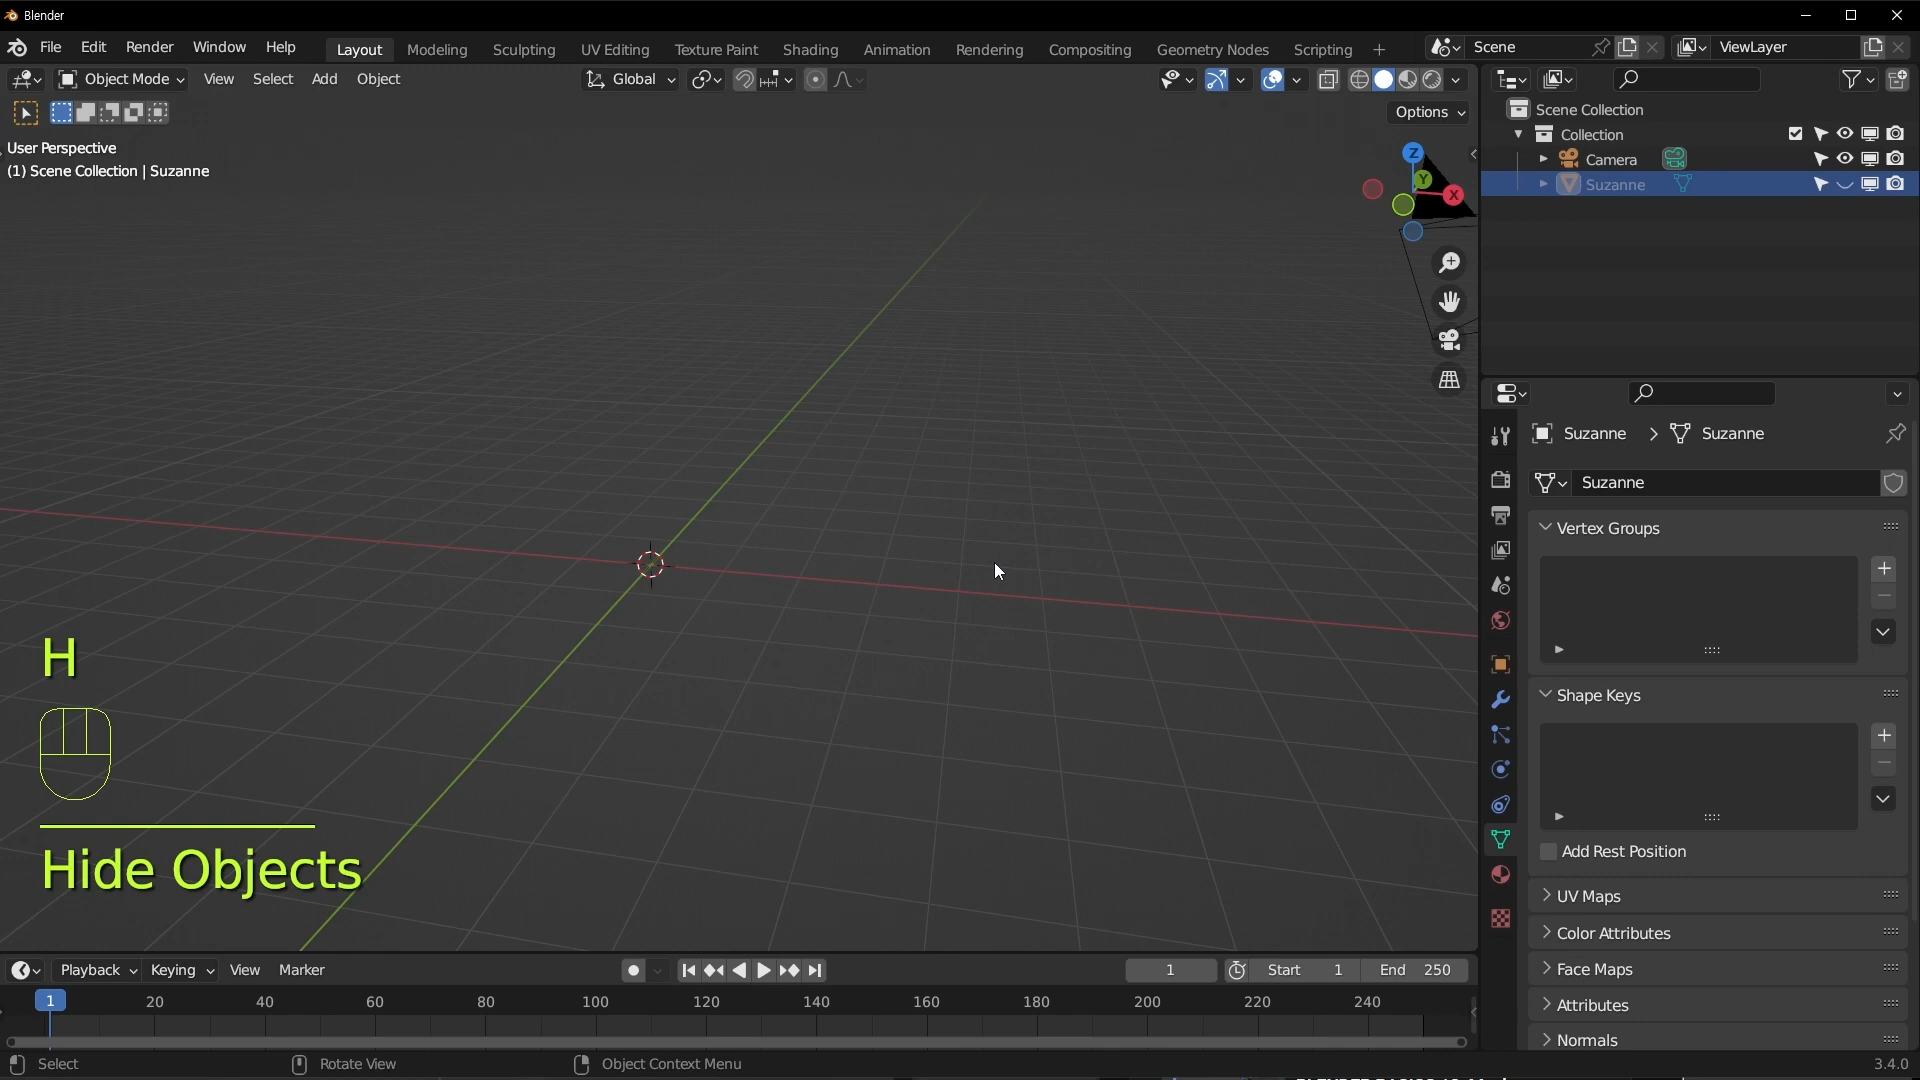 Blender
File Edit Render Window Help Layout Modeling Sculpting UV Editing Texture Paint Shading Animation Rendering Compositing Geometry Nodes Scripting + Scene ViewLayer
Object Mode View Select Add Object Global
Options
User Perspective
(1) Scene Collection | Suzanne
Z
Y
X
Scene Collection
Collection
Camera
Suzanne
Suzanne > Suzanne
Suzanne
Vertex Groups
Shape Keys
Add Rest Position
UV Maps
Color Attributes
Face Maps
Attributes
Normals
H
Hide Objects
Playback Keying View Marker 1 Start 1 End 250
1 20 40 60 80 100 120 140 160 180 200 220 240
Select Rotate View Object Context Menu 3.4.0